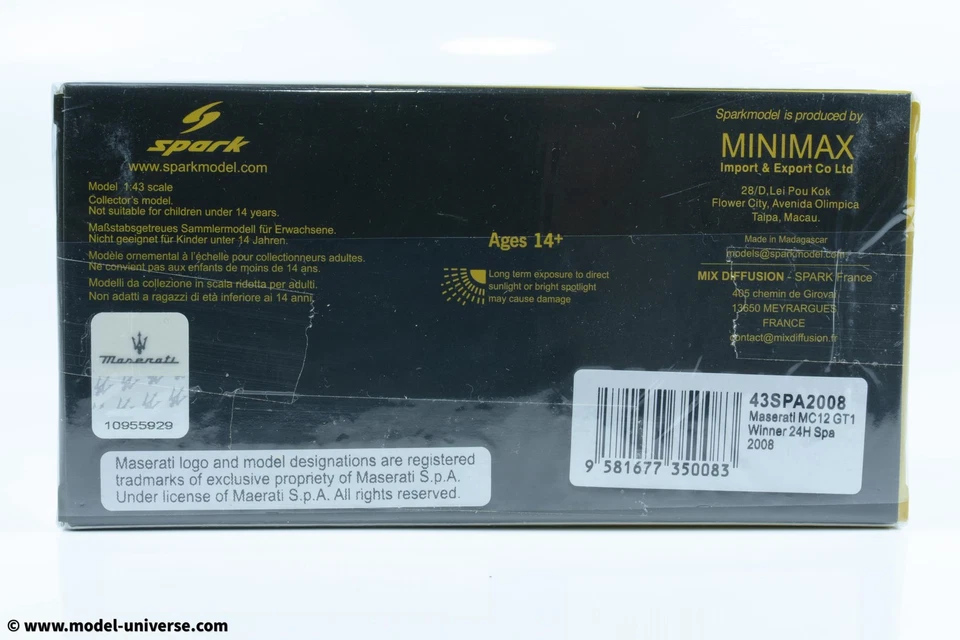 spark
www.sparkmodel.com
Model 1:43 scale
Collector's model.
Not suitable for children under 14 years.
Maßstabsgetreues Sammlermodell für Erwachsene.
Nicht geeignet für Kinder unter 14 Jahren.
Modèle ornemental à l'échelle pour collectionneurs adultes.
Ne convient pas aux enfants de moins de 14 ans.
Modelli da collezione in scala ridetta per adulti.
Non adatti a ragazzi di età inferiore ai 14 anni
Maserati
10955929
Maserati logo and model designations are registered
trademarks of exclusive propriety of Maserati S.p.A.
Under license of Maerati S.p.A. All rights reserved.
Ages 14+
Long term exposure to direct
sunlight or bright spotlight
may cause damage
Sparkmodel is produced by
MINIMAX
Import & Export Co Ltd
28/D,Lei Pou Kok
Flower City, Avenida Olimpica
Taipa, Macau.
Made in Madagascar
models@sparkmodel.com
MIX DIFFUSION - SPARK France
405 chemin de Girova
13650 MEYRARGUES
FRANCE
contact@mixdiffusion.fr
43SPA2008
Maserati MC12 GT1
Winner 24H Spa
2008
9 581677 350083
© www.model-universe.com